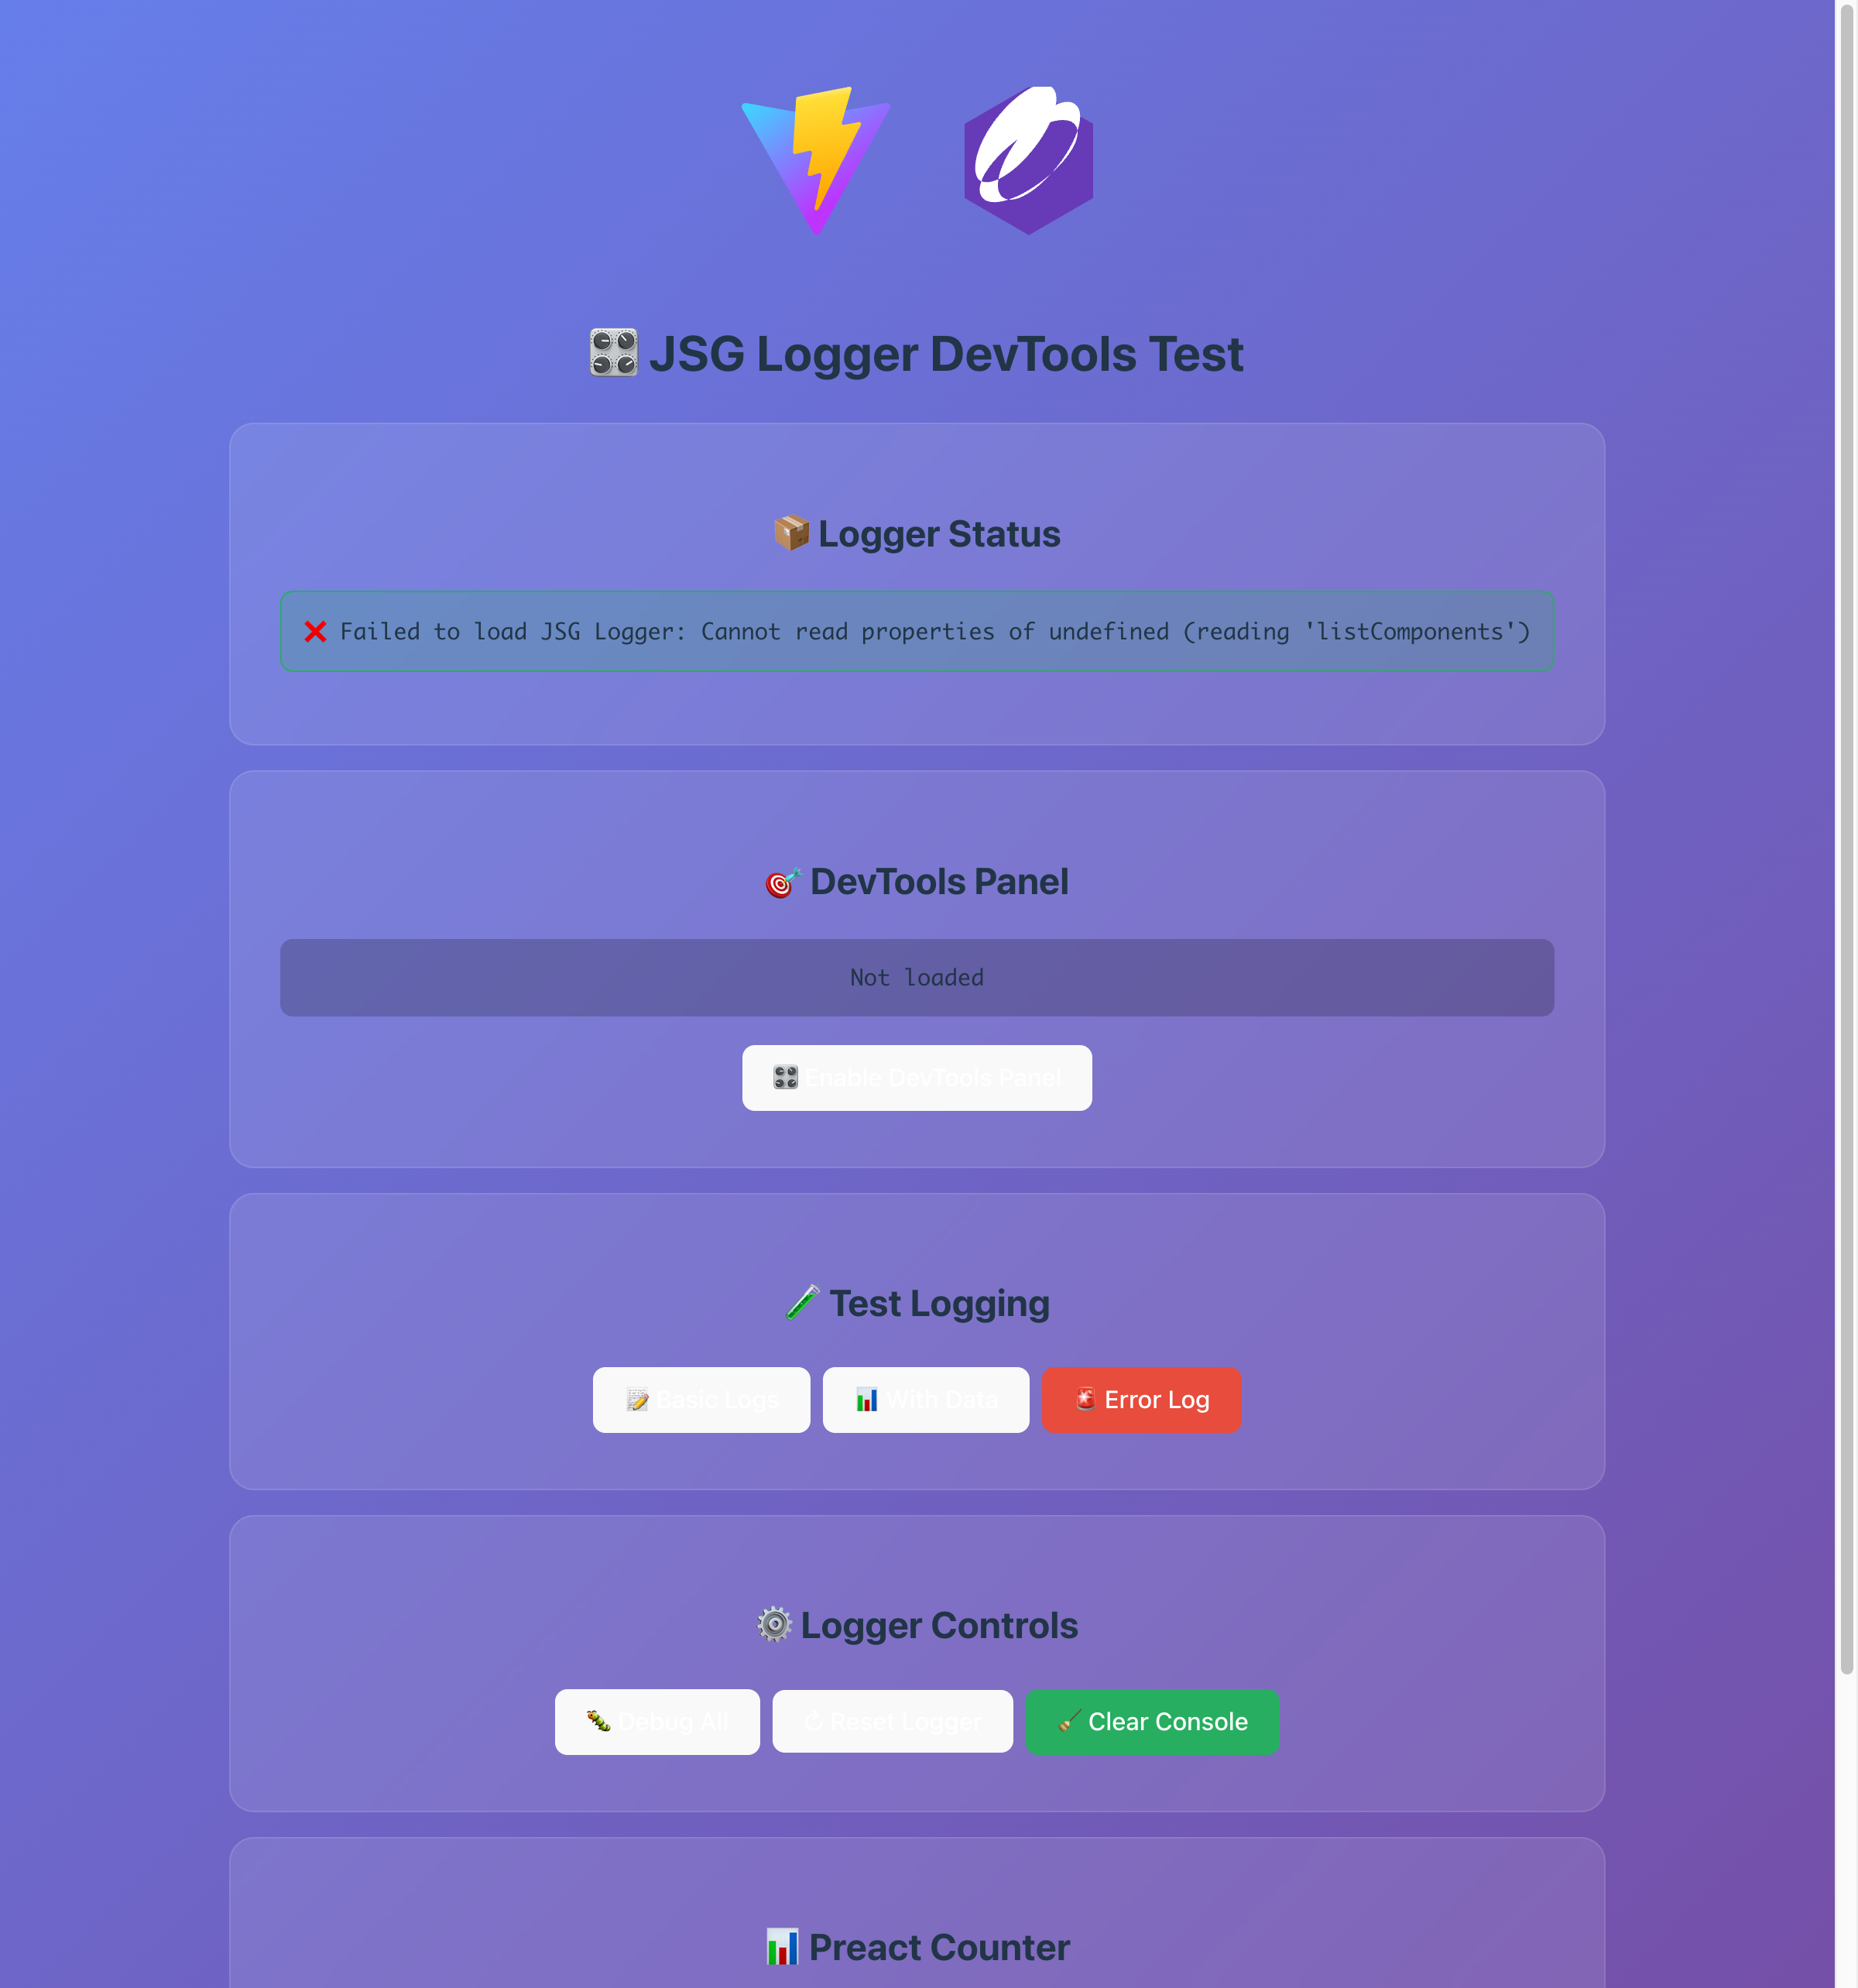 🎛️ JSG Logger DevTools Test
📦 Logger Status
❌ Failed to load JSG Logger: Cannot read properties of undefined (reading 'listComponents')
🎯 DevTools Panel
Not loaded
🎛️ Enable DevTools Panel
🧪 Test Logging
📝 Basic Logs
📊 With Data
🚨 Error Log
⚙️ Logger Controls
🐛 Debug All
↻ Reset Logger
🧹 Clear Console
📊 Preact Counter